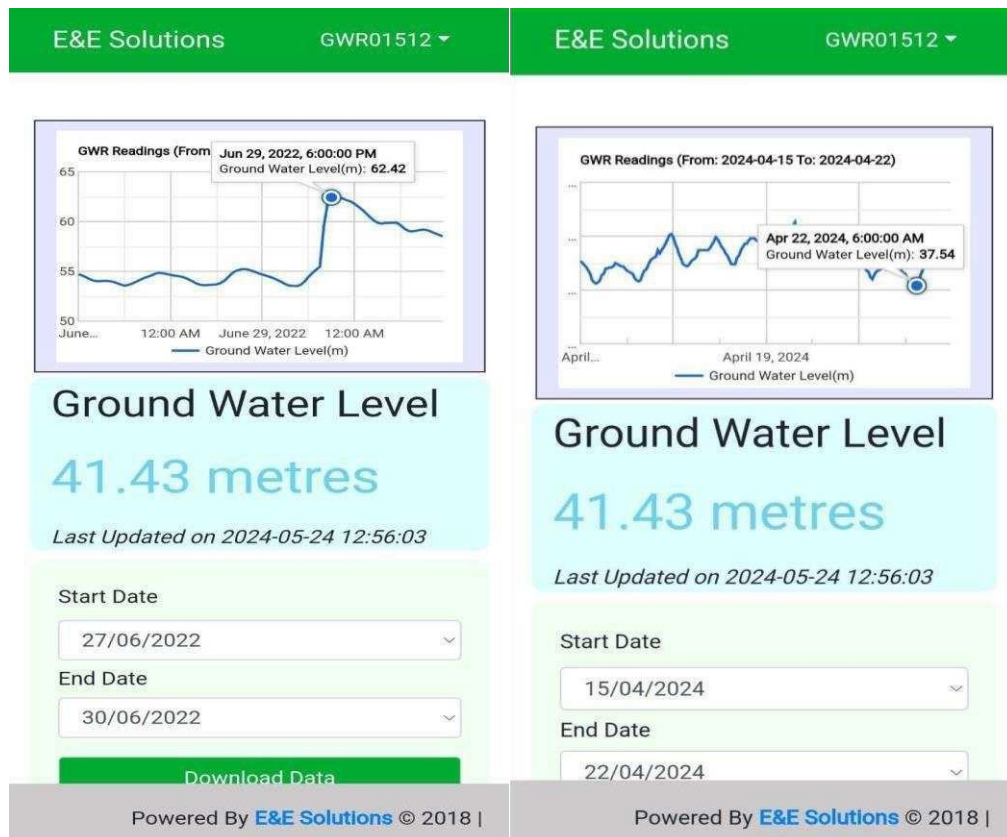 E&E Solutions
GWR01512
GWR Readings (From
Jun 29, 2022, 6:00:00 PM
Ground Water Level(m): 62.42
65
60
55
50
June...
12:00 AM
June 29, 2022
12:00 AM
Ground Water Level(m)
Ground Water Level
41.43 metres
Last Updated on 2024-05-24 12:56:03
Start Date
27/06/2022
End Date
30/06/2022
Download Data
Powered By E&E Solutions © 2018 |
E&E Solutions
GWR01512
GWR Readings (From: 2024-04-15 To: 2024-04-22)
...
...
...
...
Apr 22, 2024, 6:00:00 AM
Ground Water Level(m): 37.54
April...
April 19, 2024
Ground Water Level(m)
Ground Water Level
41.43 metres
Last Updated on 2024-05-24 12:56:03
Start Date
15/04/2024
End Date
22/04/2024
Powered By E&E Solutions © 2018 |